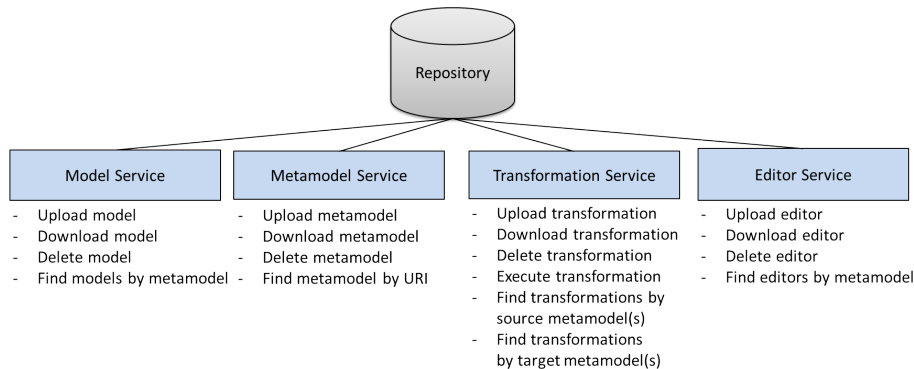 Repository
Model Service
- Upload model
- Download model
- Delete model
- Find models by metamodel
Metamodel Service
- Upload metamodel
- Download metamodel
- Delete metamodel
- Find metamodel by URI
Transformation Service
- Upload transformation
- Download transformation
- Delete transformation
- Execute transformation
- Find transformations by
source metamodel(s)
- Find transformations
by target metamodel(s)
Editor Service
- Upload editor
- Download editor
- Delete editor
- Find editors by metamodel